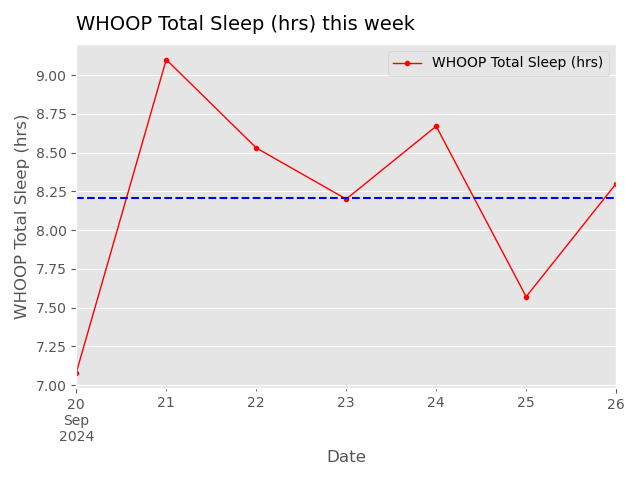 WHOOP Total Sleep (hrs) this week
WHOOP Total Sleep (hrs)
WHOOP Total Sleep (hrs)
9.00
8.75
8.50
8.25
8.00
7.75
7.50
7.25
7.00
20 21 22 23 24 25 26
Sep
2024
Date